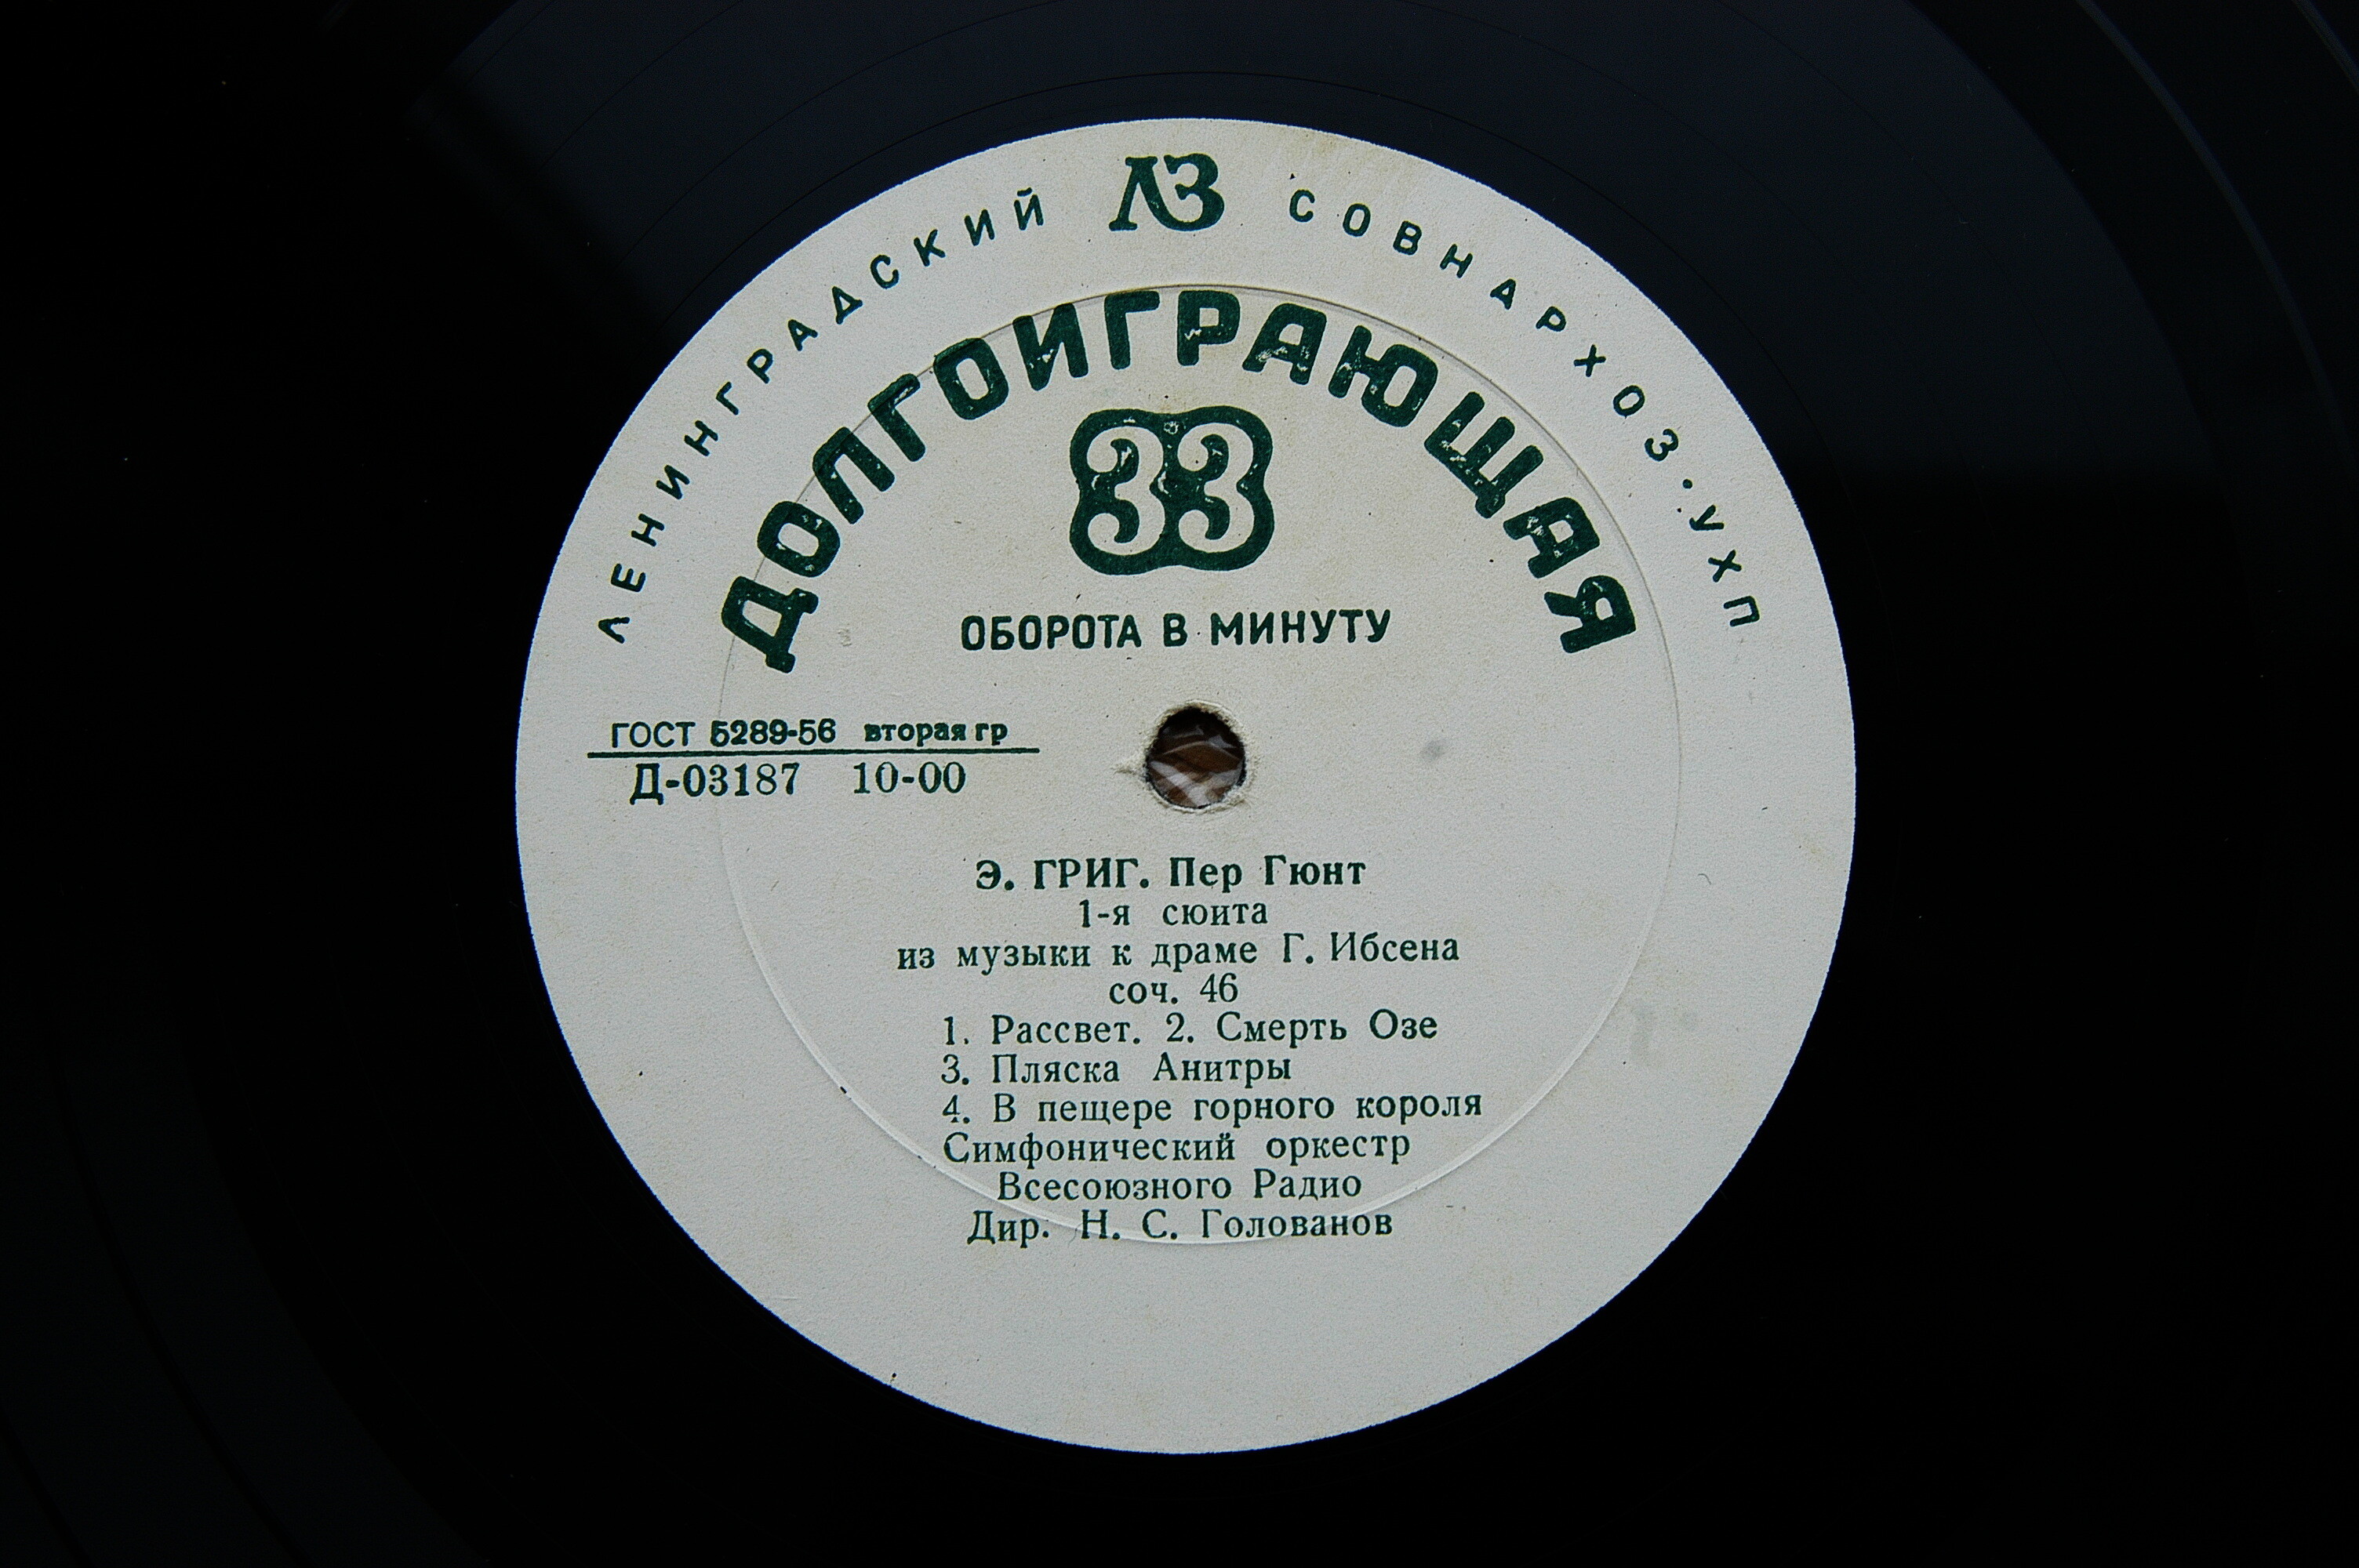 ЛЕНИНГРАДСКИЙ ЛЗ СОВНАРХОЗ·УХП
ДОЛГОИГРАЮЩАЯ
33
ОБОРОТА В МИНУТУ
ГОСТ 5289-56 вторая гр
Д-03187 10-00
Э. ГРИГ. Пер Гюнт
1-я сюита
из музыки к драме Г. Ибсена
соч. 46
1. Рассвет. 2. Смерть Озе
3. Пляска Анитры
4. В пещере горного короля
Симфонический оркестр
Всесоюзного Радио
Дир. Н. С. Голованов